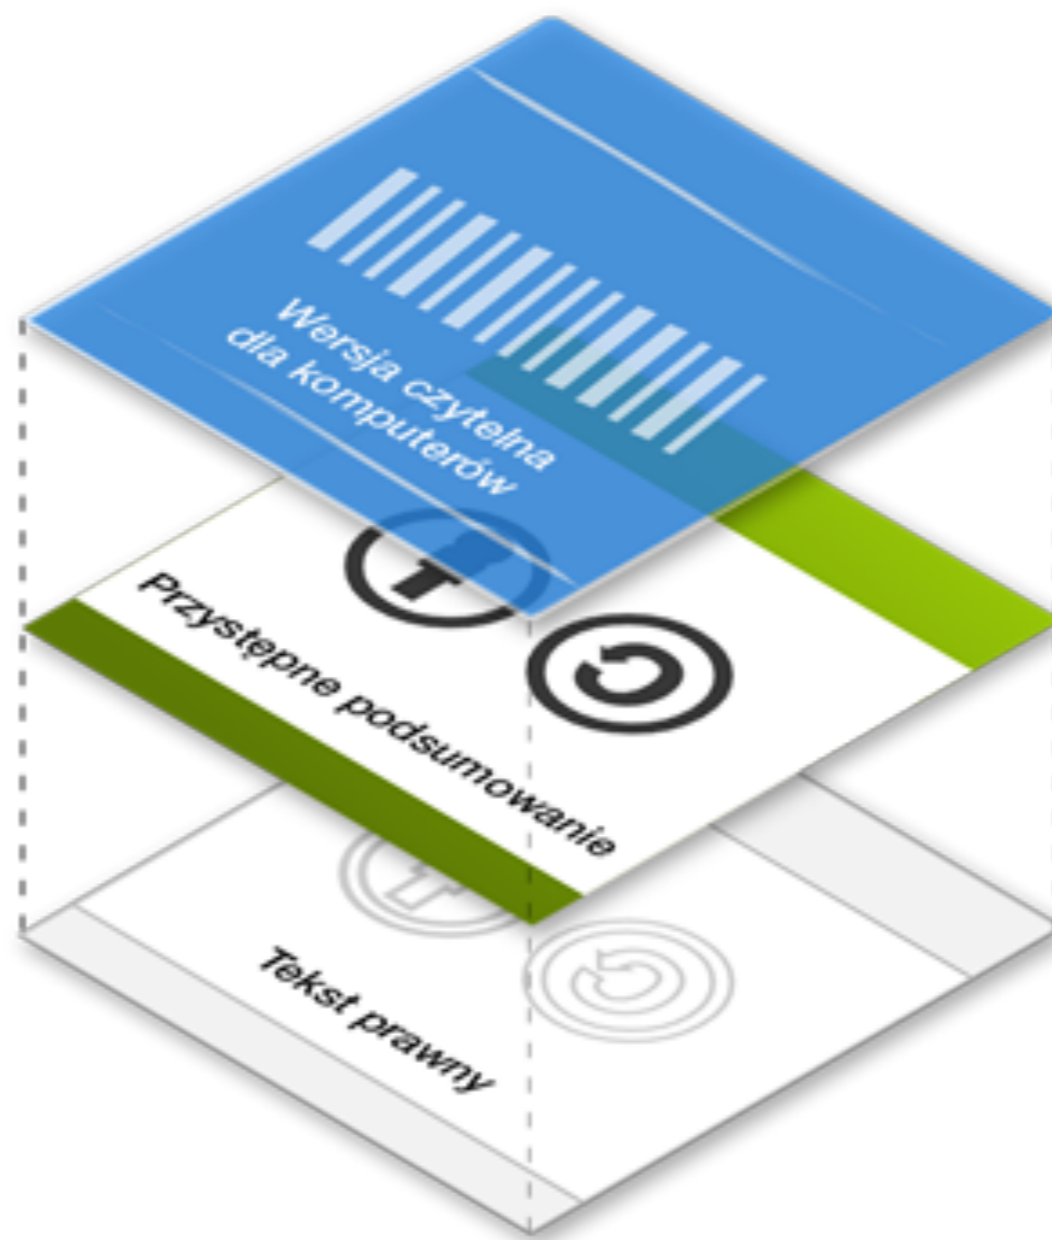 Wersja czytelna
dla komputerów
Przystępne podsumowanie
Tekst prawny